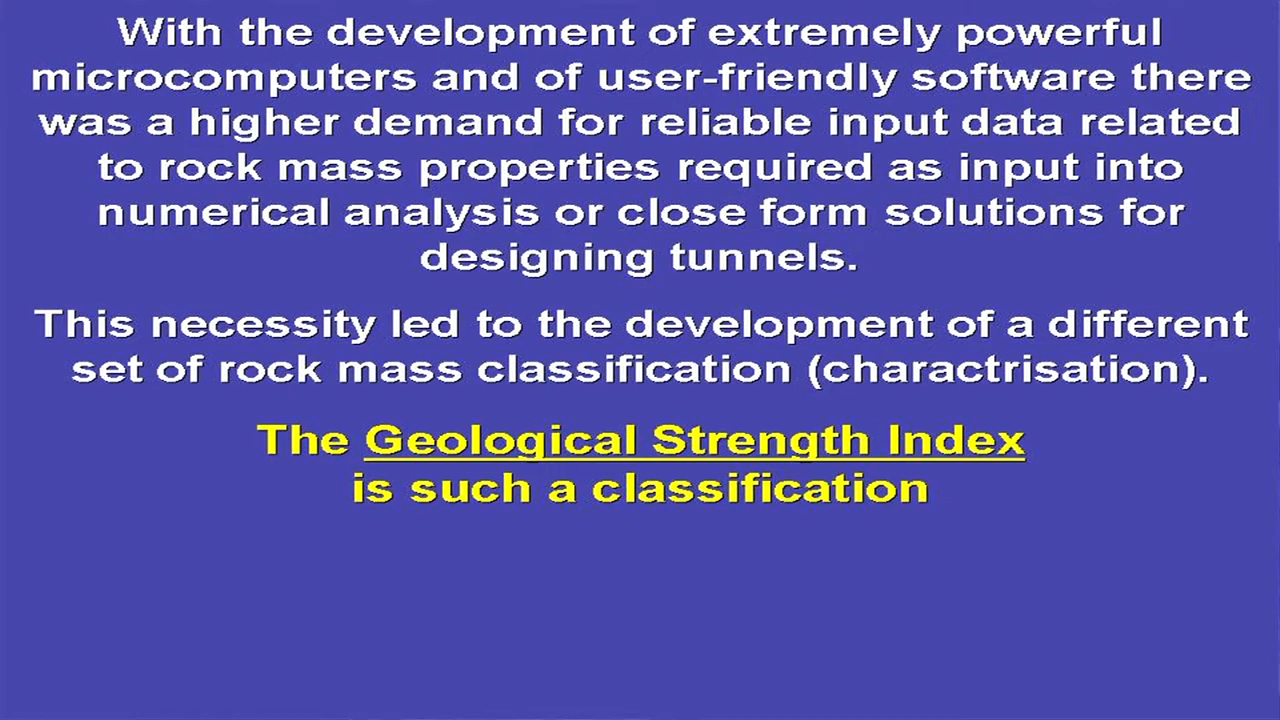 With the development of extremely powerful
microcomputers and of user-friendly software there
was a higher demand for reliable input data related
to rock mass properties required as input into
numerical analysis or close form solutions for
designing tunnels.
This necessity led to the development of a different
set of rock mass classification (charactrisation).
The Geological Strength Index
is such a classification